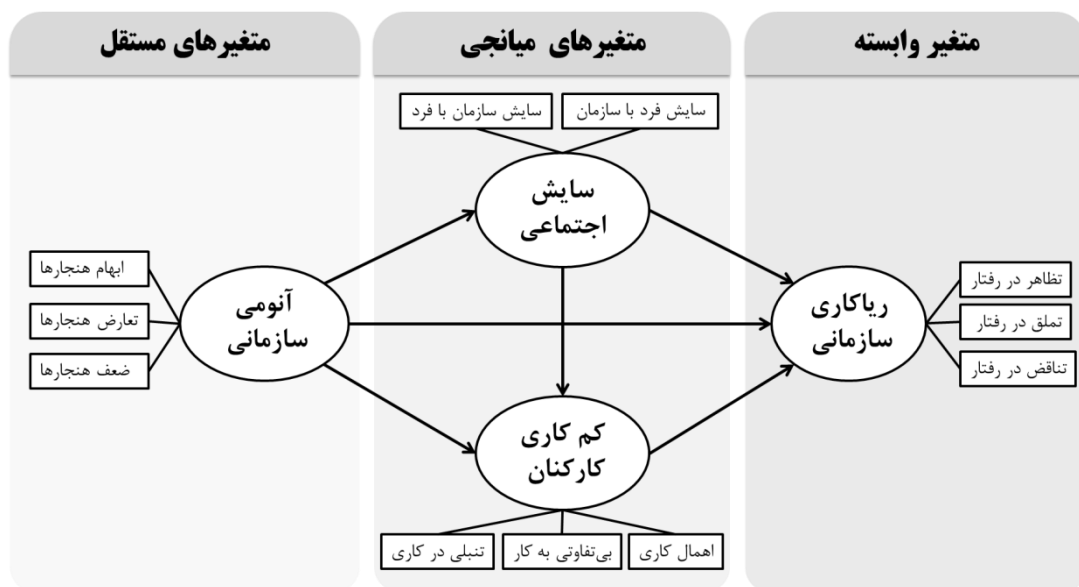 متغیر وابسته
متغیرهای میانجی
متغیرهای مستقل
سایش فرد با سازمان
سایش سازمان با فرد
سایش
اجتماعی
ابهام هنجارها
تعارض هنجارها
ضعف هنجارها
آنومی
سازمانی
ریاکاری
سازمانی
تظاهر در رفتار
تملق در رفتار
تناقض در رفتار
کم کاری
کارکنان
اهمال کاری
بی‌تفاوتی به کار
تنبلی در کاری